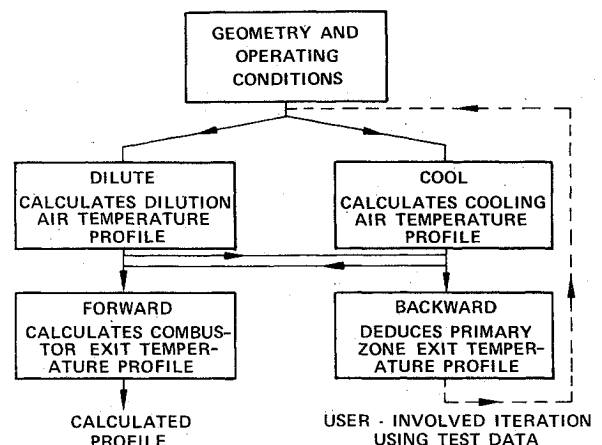 GEOMETRY AND
OPERATING
CONDITIONS
DILUTE
CALCULATES DILUTION
AIR TEMPERATURE
PROFILE
COOL
CALCULATES COOLING
AIR TEMPERATURE
PROFILE
FORWARD
CALCULATES COMBUS-
TOR EXIT TEMPER-
ATURE PROFILE
BACKWARD
DEDUCES PRIMARY
ZONE EXIT TEMPER-
ATURE PROFILE
CALCULATED
PROFILE
USER - INVOLVED ITERATION
USING TEST DATA